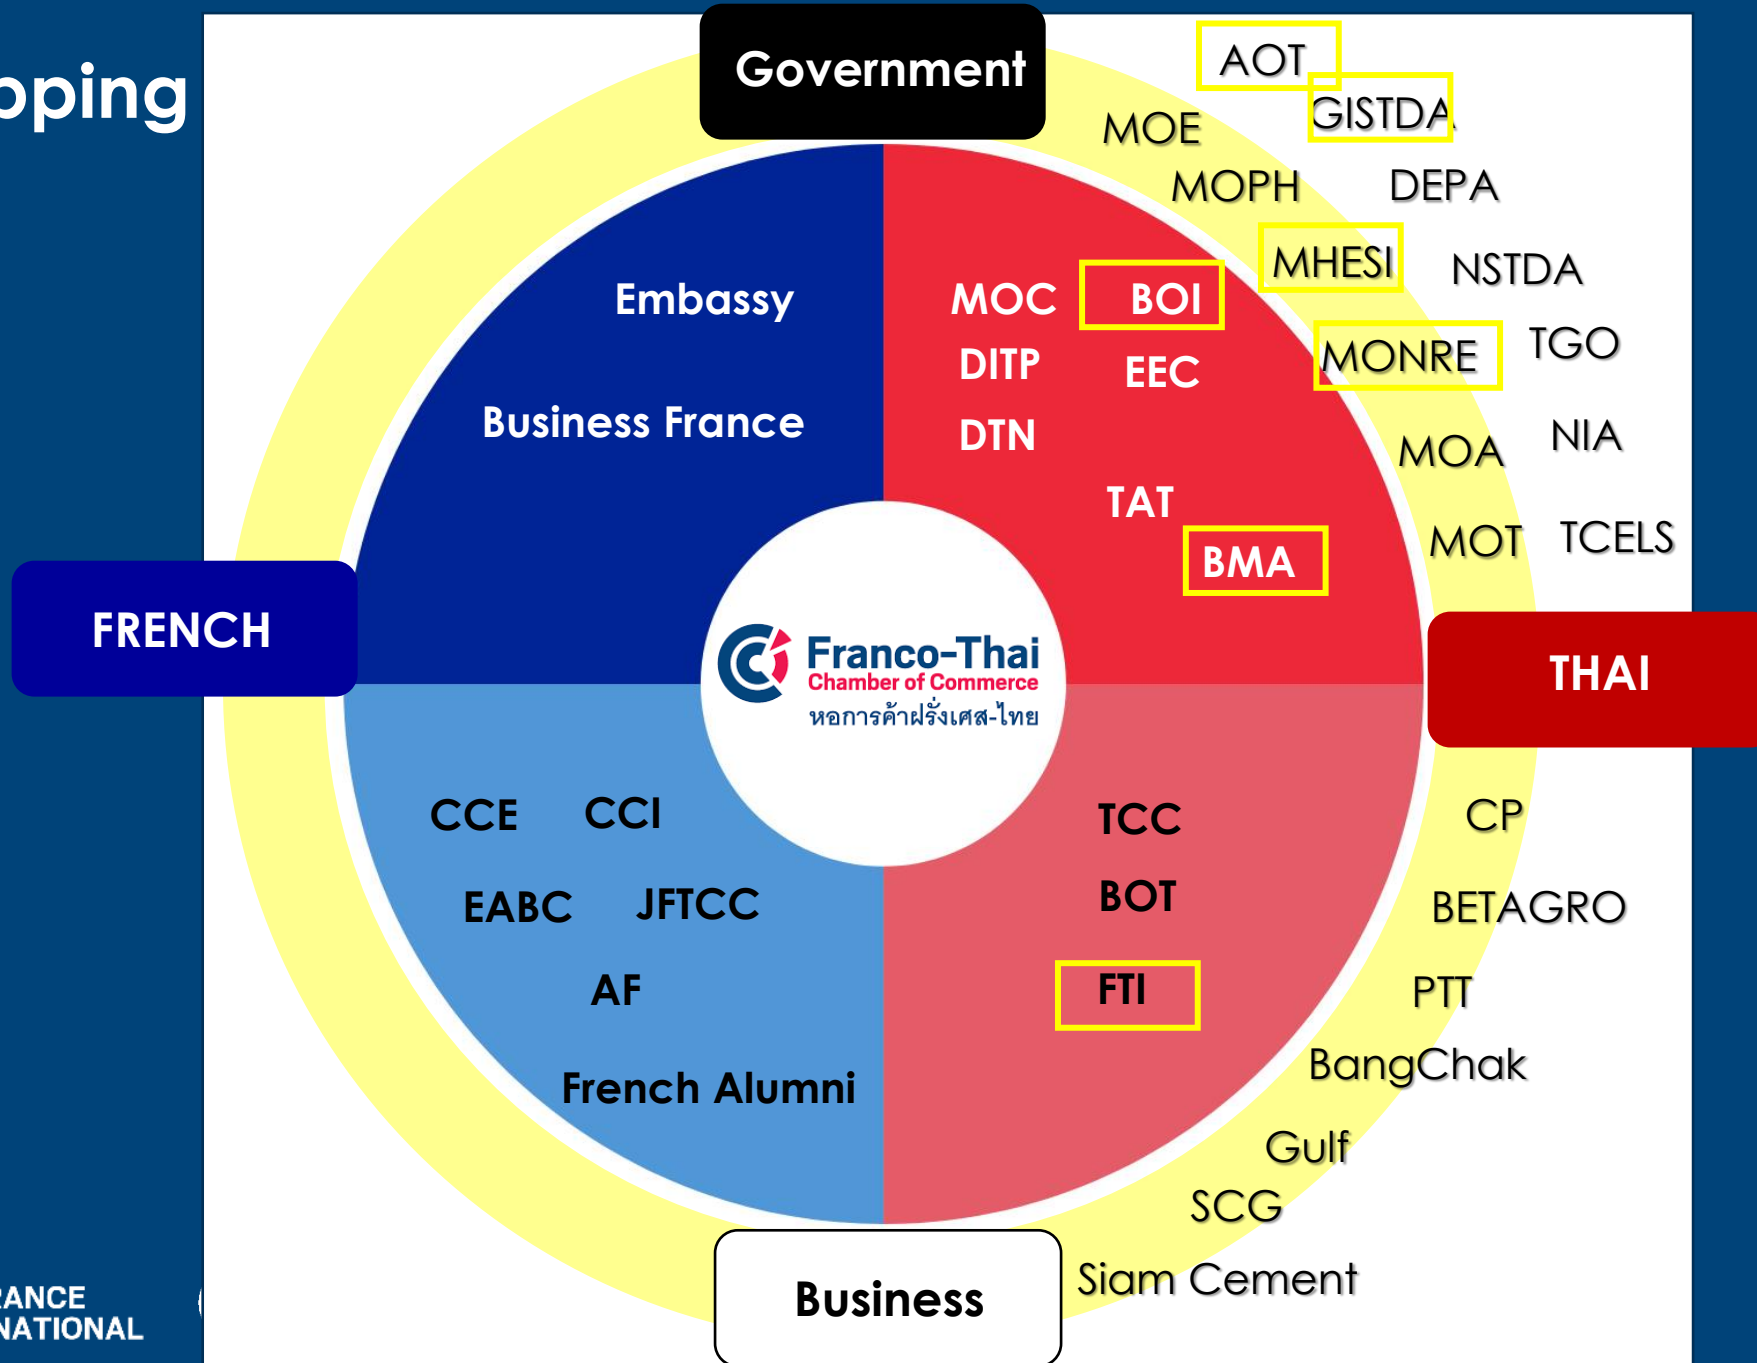 pping
Government
AOT
GISTDA
MOE
MOPH
DEPA
MHESI
NSTDA
MONRE
TGO
MOA
NIA
MOT
TCELS
Embassy
Business France
MOC
BOI
DITP
EEC
DTN
TAT
BMA
FRENCH
THAI
Franco-Thai
Chamber of Commerce
หอการค้าฝรั่งเศส-ไทย
CCE
CCI
EABC
JFTCC
AF
French Alumni
TCC
BOT
FTI
CP
BETAGRO
PTT
BangChak
Gulf
SCG
Siam Cement
Business
RANCE
NATIONAL